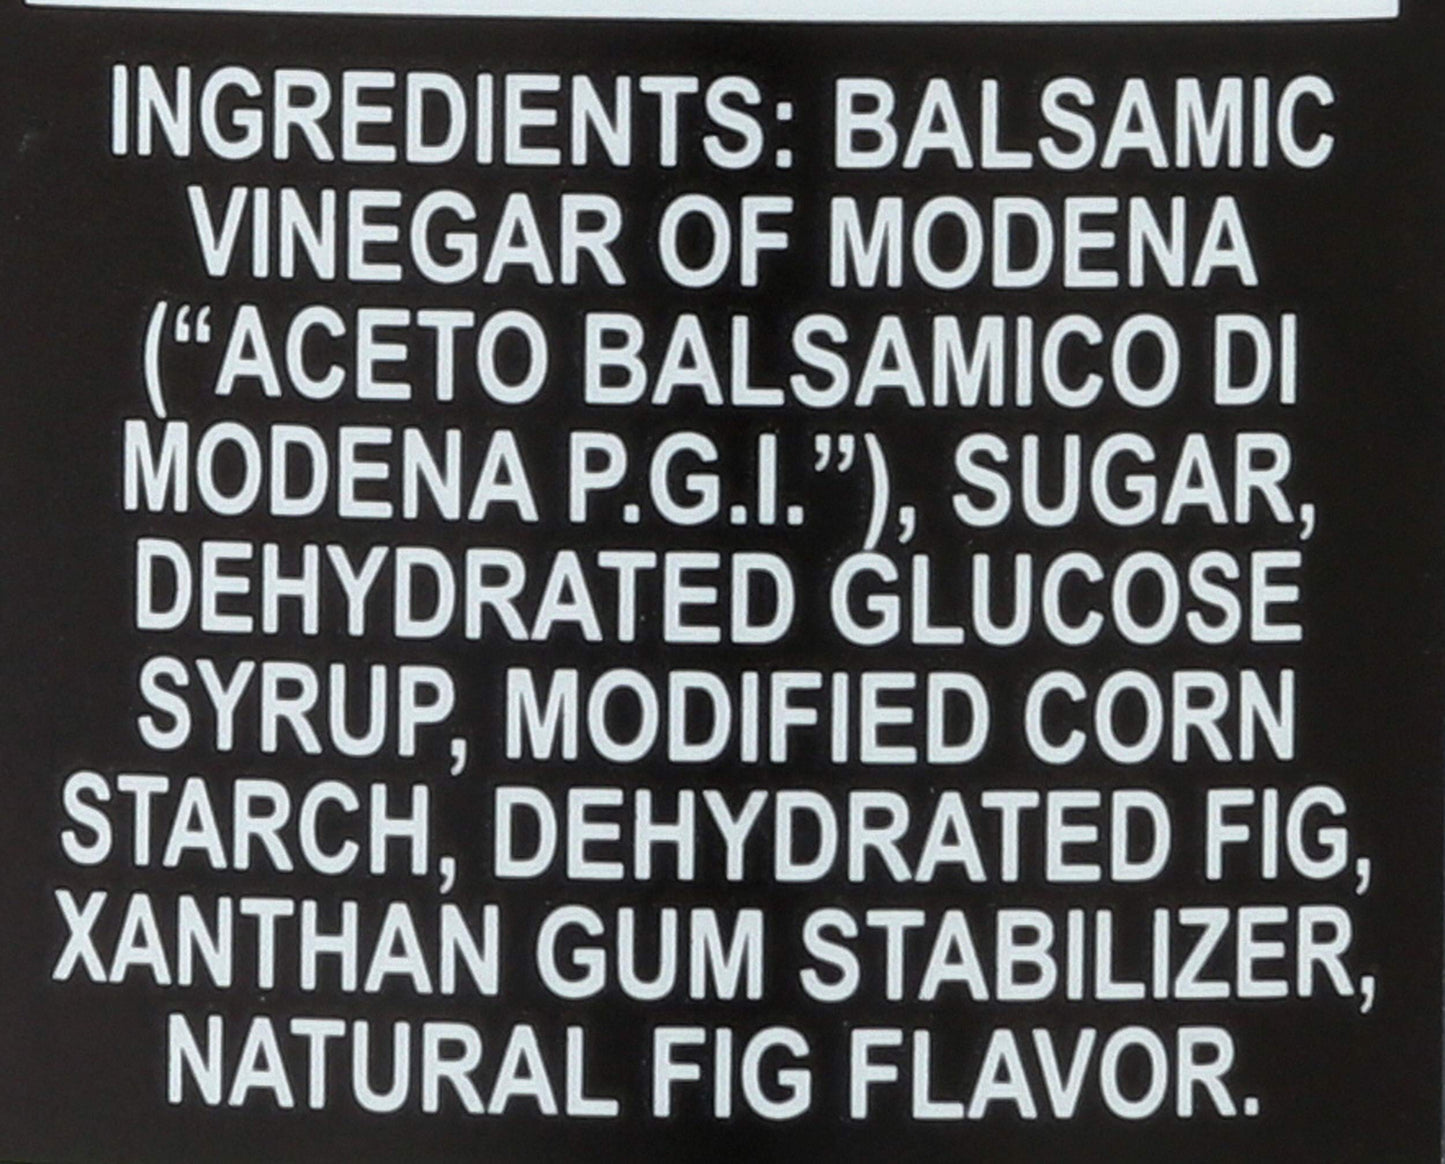 INGREDIENTS: BALSAMIC
VINEGAR OF MODENA
(“ACETO BALSAMICO DI
MODENA P.G.I.”), SUGAR,
DEHYDRATED GLUCOSE
SYRUP, MODIFIED CORN
STARCH, DEHYDRATED FIG,
XANTHAN GUM STABILIZER,
NATURAL FIG FLAVOR.